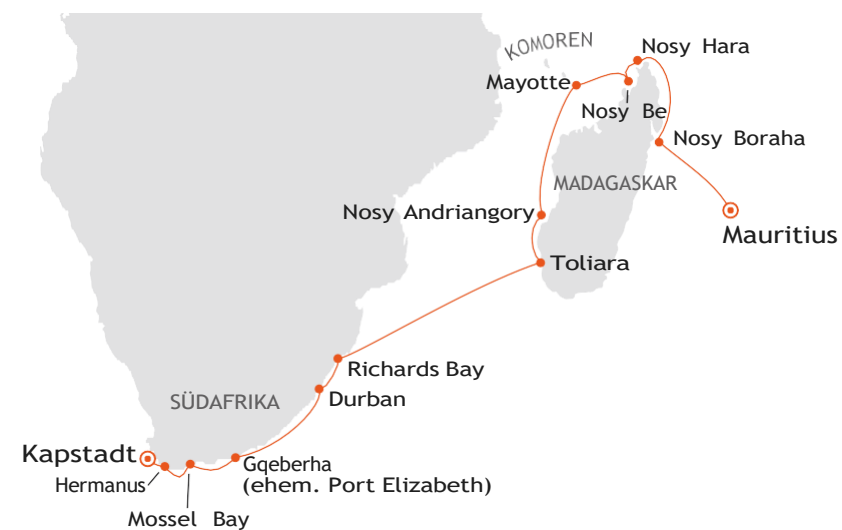 KOMOREN
Nosy Hara
Mayotte
Nosy Be
Nosy Boraha
MADAGASKAR
Nosy Andriangory
Mauritius
Toliara
Richards Bay
SÜDAFRIKA
Durban
Kapstadt
Gqeberha
(ehem. Port Elizabeth)
Hermanus
Mossel Bay